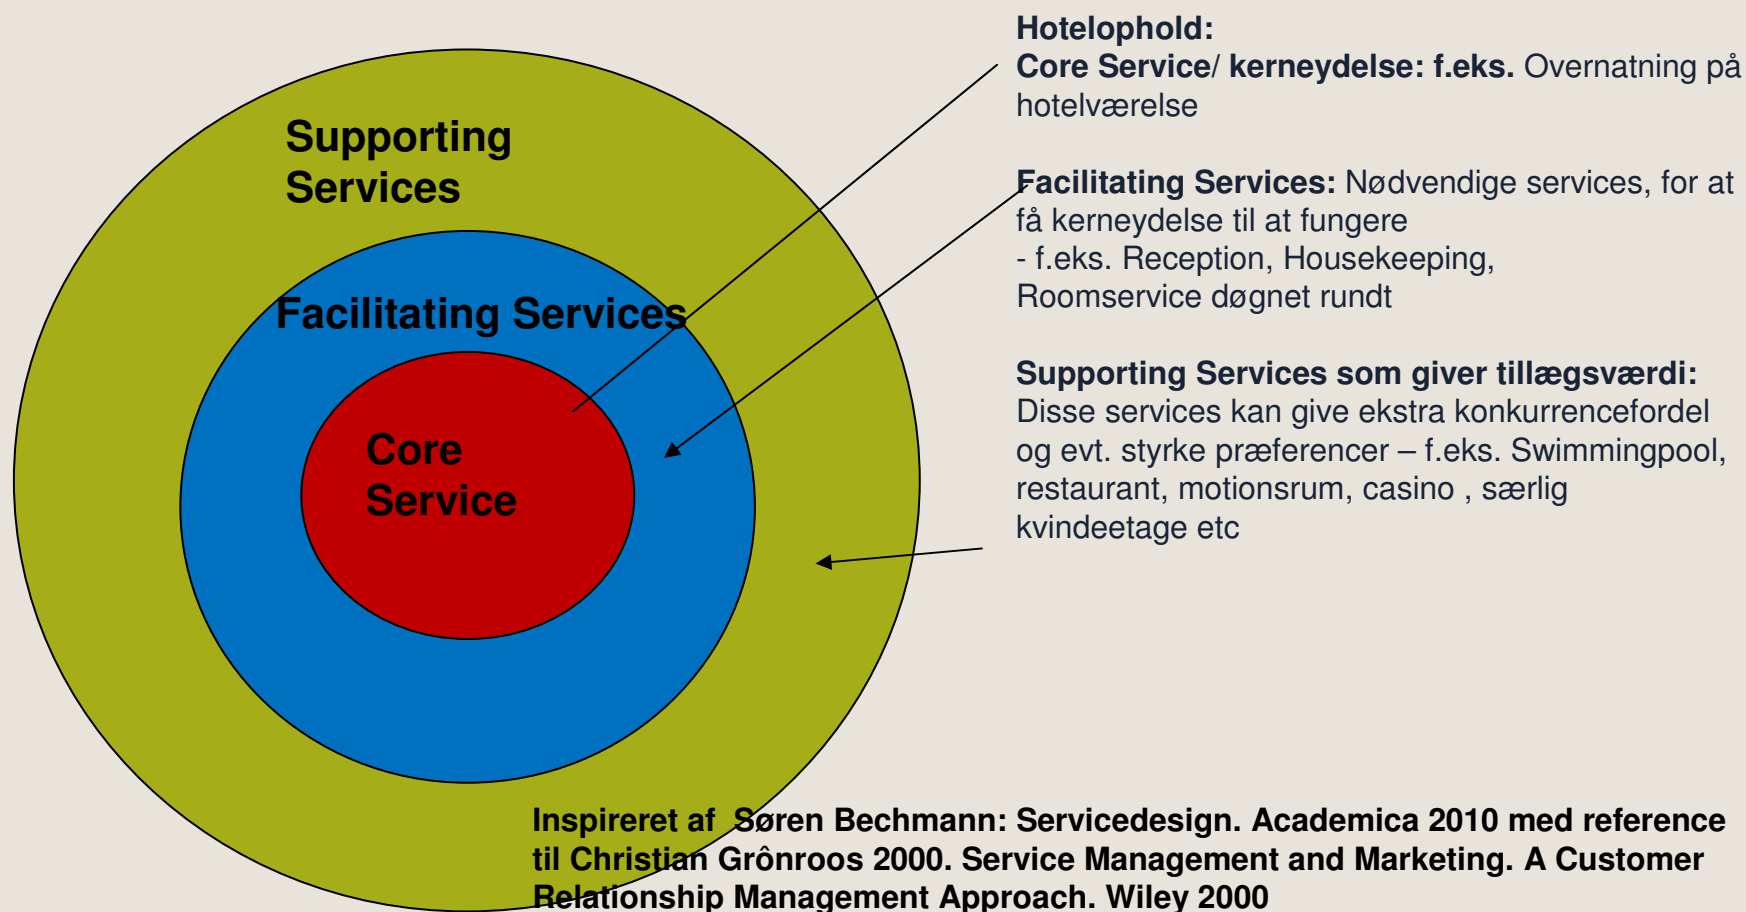 Supporting
Services
Facilitating Services
Core
Service
Hotelophold:
Core Service/ kerneydelse: f.eks. Overnatning på
hotelværelse
Facilitating Services: Nødvendige services, for at
få kerneydelse til at fungere
- f.eks. Reception, Housekeeping,
Roomservice døgnet rundt
Supporting Services som giver tillægsværdi:
Disse services kan give ekstra konkurrencefordel
og evt. styrke præferencer – f.eks. Swimmingpool,
restaurant, motionsrum, casino , særlig
kvindeetage etc
Inspireret af  Søren Bechmann: Servicedesign. Academica 2010 med reference
til Christian Grônroos 2000. Service Management and Marketing. A Customer
Relationship Management Approach. Wiley 2000